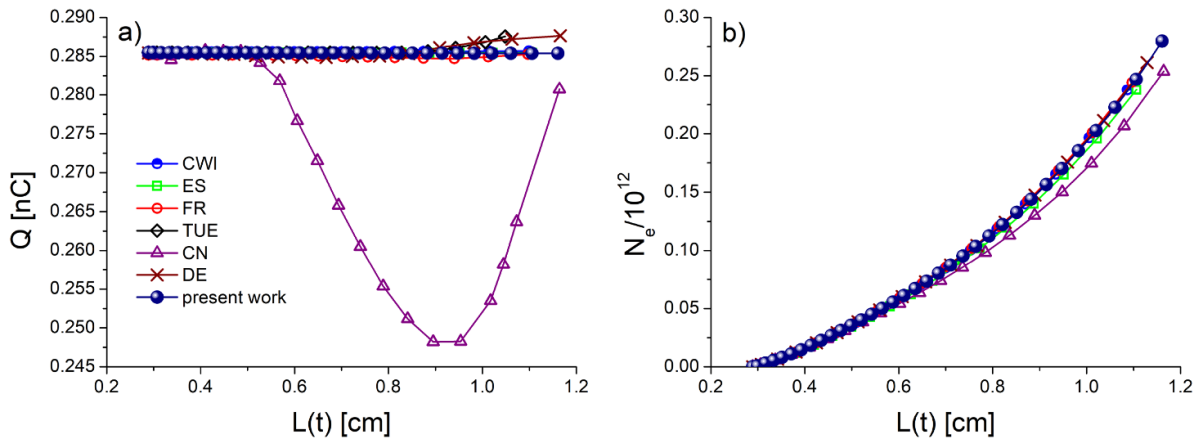 a)
0.290
0.285
0.280
0.275
0.270
0.265
0.260
0.255
0.250
0.245
Q [nC]
CWI
ES
FR
TUE
CN
DE
present work
0.2 0.4 0.6 0.8 1.0 1.2
L(t) [cm]
b)
0.30
0.25
0.20
0.15
0.10
0.05
0.00
Nₑ/10¹²
0.2 0.4 0.6 0.8 1.0 1.2
L(t) [cm]